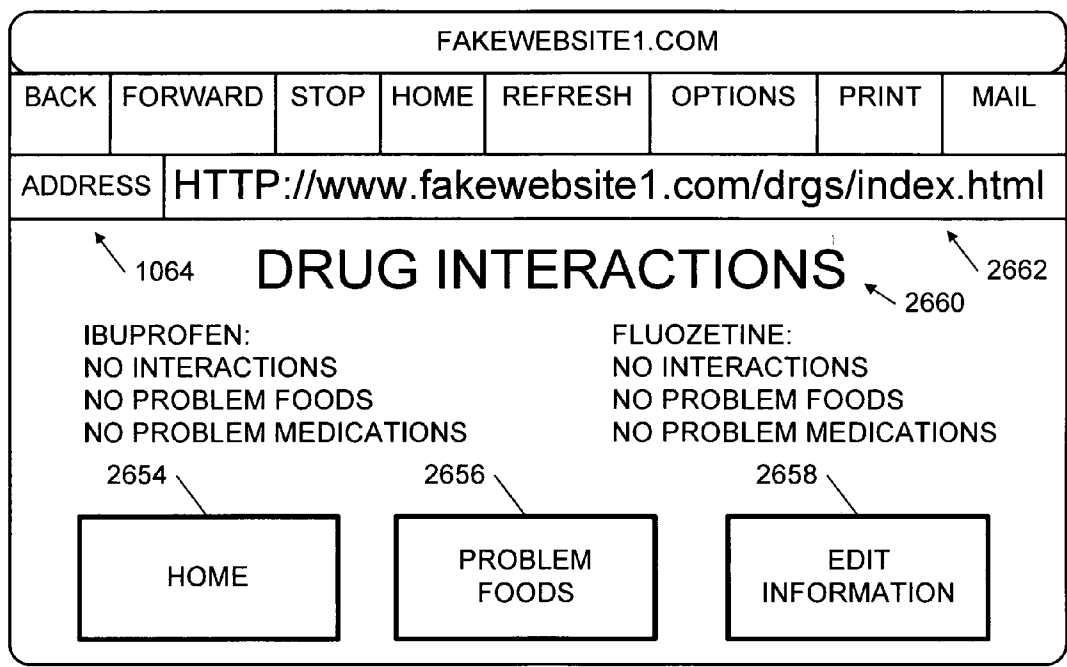 FAKEWEBSITE1.COM
BACK FORWARD STOP HOME REFRESH OPTIONS PRINT MAIL
ADDRESS HTTP://www.fakewebsite1.com/drgs/index.html
1064 DRUG INTERACTIONS 2662
2660
IBUPROFEN: FLUOZETINE:
NO INTERACTIONS NO INTERACTIONS
NO PROBLEM FOODS NO PROBLEM FOODS
NO PROBLEM MEDICATIONS NO PROBLEM MEDICATIONS
2654 2656 2658
HOME PROBLEM FOODS EDIT INFORMATION